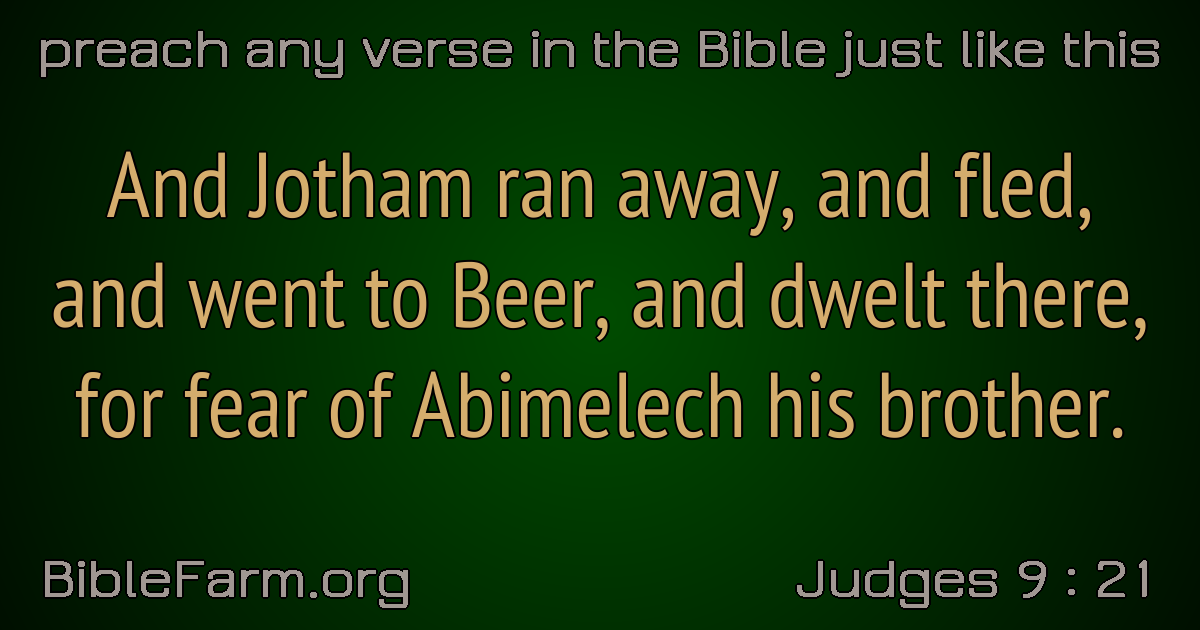 preach any verse in the Bible just like this
And Jotham ran away, and fled,
and went to Beer, and dwelt there,
for fear of Abimelech his brother.
BibleFarm.org
Judges 9 : 21